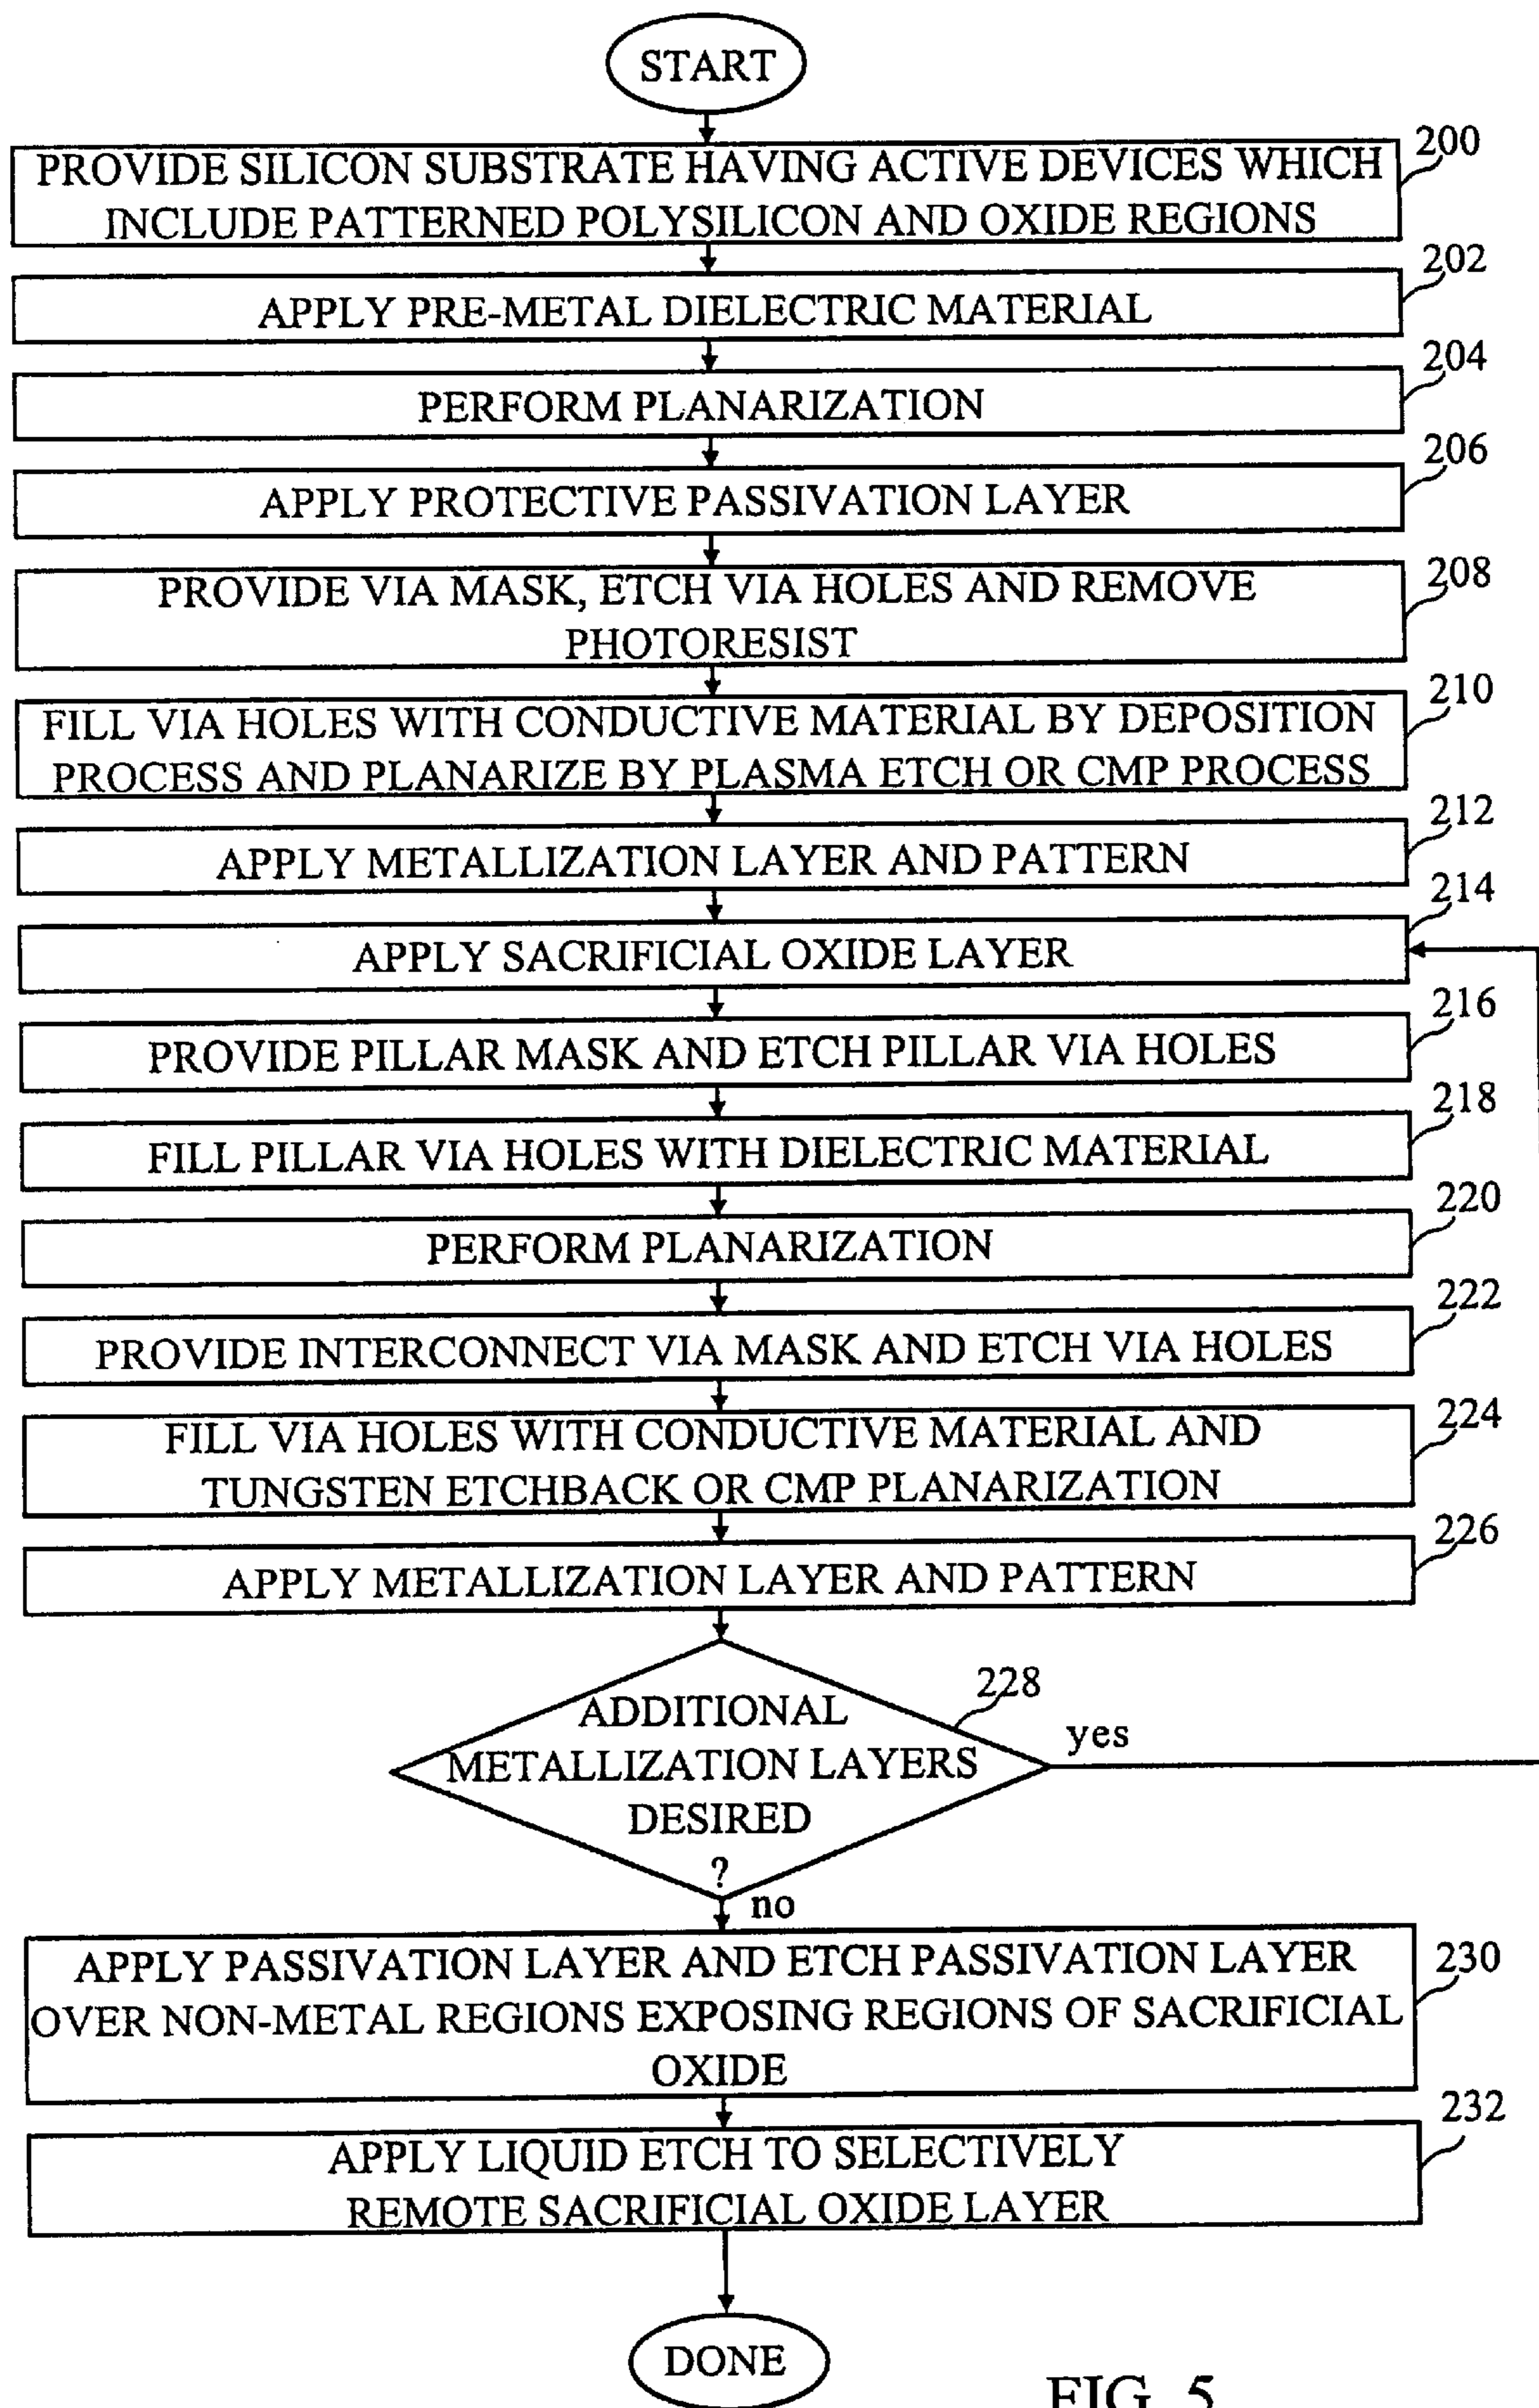 START
200
PROVIDE SILICON SUBSTRATE HAVING ACTIVE DEVICES WHICH
INCLUDE PATTERNED POLYSILICON AND OXIDE REGIONS
202
APPLY PRE-METAL DIELECTRIC MATERIAL
204
PERFORM PLANARIZATION
206
APPLY PROTECTIVE PASSIVATION LAYER
208
PROVIDE VIA MASK, ETCH VIA HOLES AND REMOVE
PHOTORESIST
210
FILL VIA HOLES WITH CONDUCTIVE MATERIAL BY DEPOSITION
PROCESS AND PLANARIZE BY PLASMA ETCH OR CMP PROCESS
212
APPLY METALLIZATION LAYER AND PATTERN
214
APPLY SACRIFICIAL OXIDE LAYER
216
PROVIDE PILLAR MASK AND ETCH PILLAR VIA HOLES
218
FILL PILLAR VIA HOLES WITH DIELECTRIC MATERIAL
220
PERFORM PLANARIZATION
222
PROVIDE INTERCONNECT VIA MASK AND ETCH VIA HOLES
224
FILL VIA HOLES WITH CONDUCTIVE MATERIAL AND
TUNGSTEN ETCHBACK OR CMP PLANARIZATION
226
APPLY METALLIZATION LAYER AND PATTERN
228
ADDITIONAL
METALLIZATION LAYERS
DESIRED
?
yes
no
230
APPLY PASSIVATION LAYER AND ETCH PASSIVATION LAYER
OVER NON-METAL REGIONS EXPOSING REGIONS OF SACRIFICIAL
OXIDE
232
APPLY LIQUID ETCH TO SELECTIVELY
REMOTE SACRIFICIAL OXIDE LAYER
DONE
FIG. 5